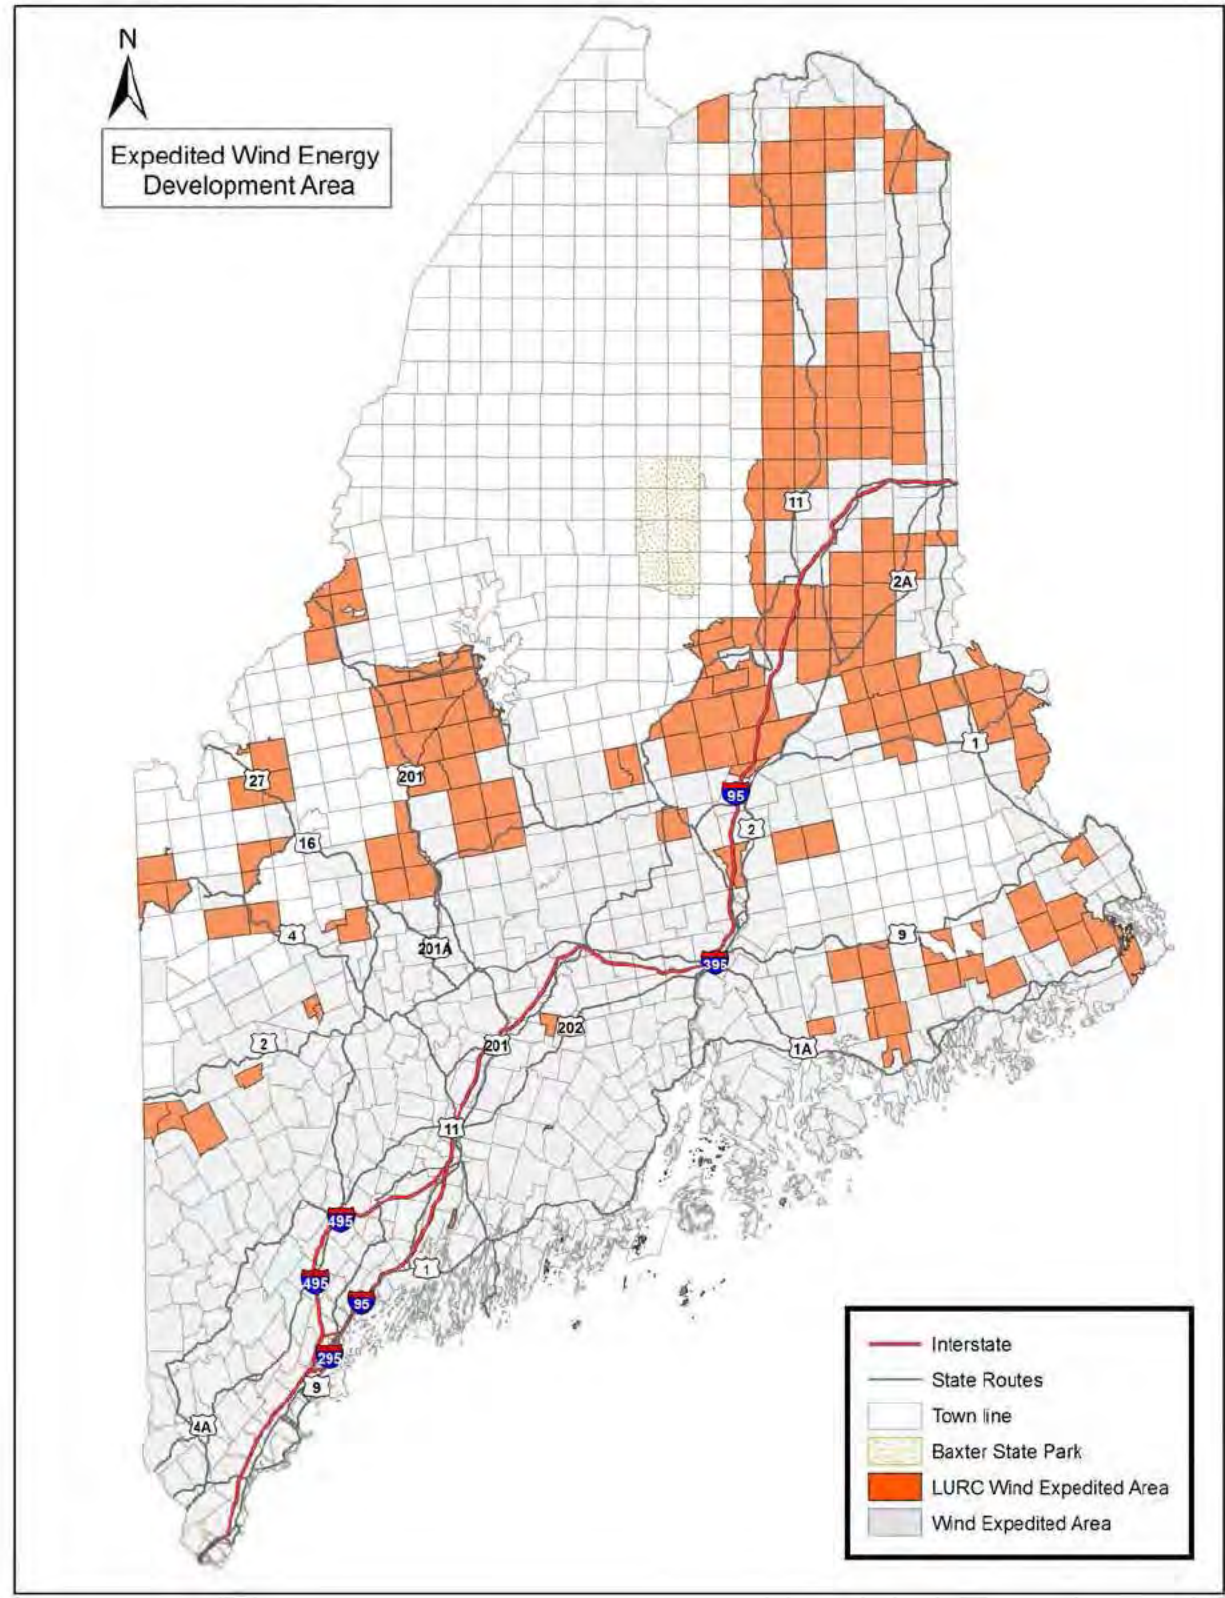 N
Expedited Wind Energy
Development Area
11
2A
1
27
201
95
16
2
4
201A
9
395
202
201
2
1A
11
495
1
495
95
295
9
4A
Interstate
State Routes
Town line
Baxter State Park
LURC Wind Expedited Area
Wind Expedited Area